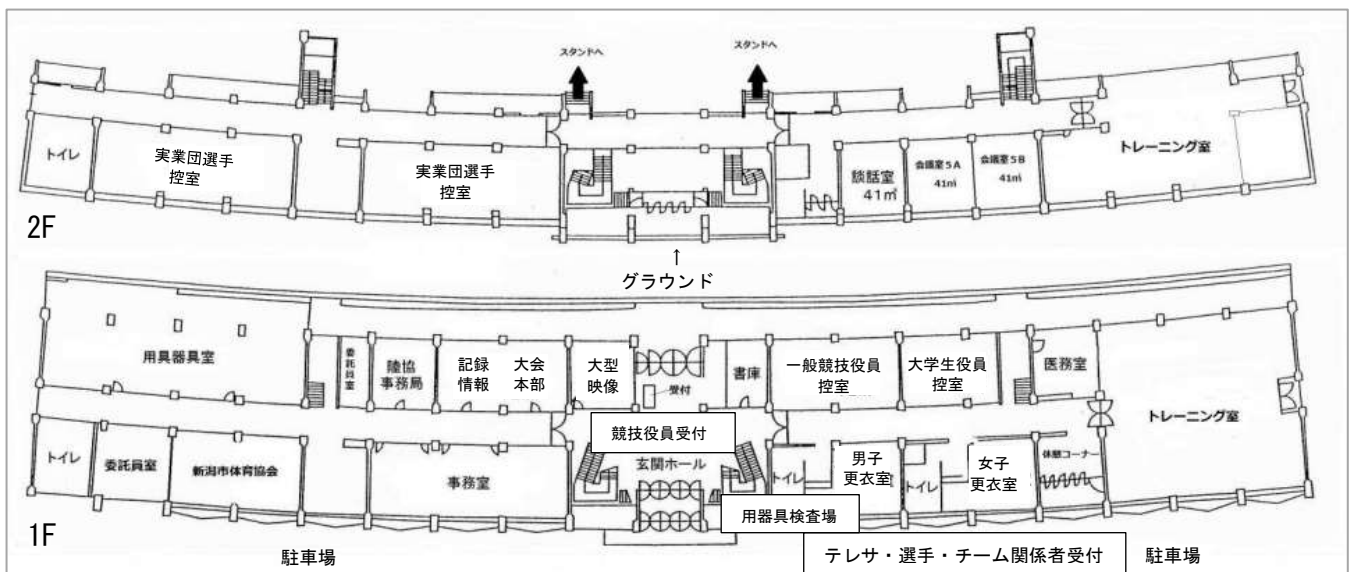 スタンドへ
スタンドへ
トイレ
実業団選手
控室
実業団選手
控室
談話室
41㎡
会議室5A
41㎡
会議室5B
41㎡
トレーニング室
2F
↑
グラウンド
用具器具室
委託員室
陸協
事務局
記録
情報
大会
本部
大型
映像
受付
書庫
一般競技役員
控室
大学生役員
控室
医務室
トレーニング室
競技役員受付
トイレ
委託員室
新潟市体育協会
事務室
玄関ホール
トイレ
男子
更衣室
トイレ
女子
更衣室
休憩コーナー
用器具検査場
1F
駐車場
テレサ・選手・チーム関係者受付
駐車場